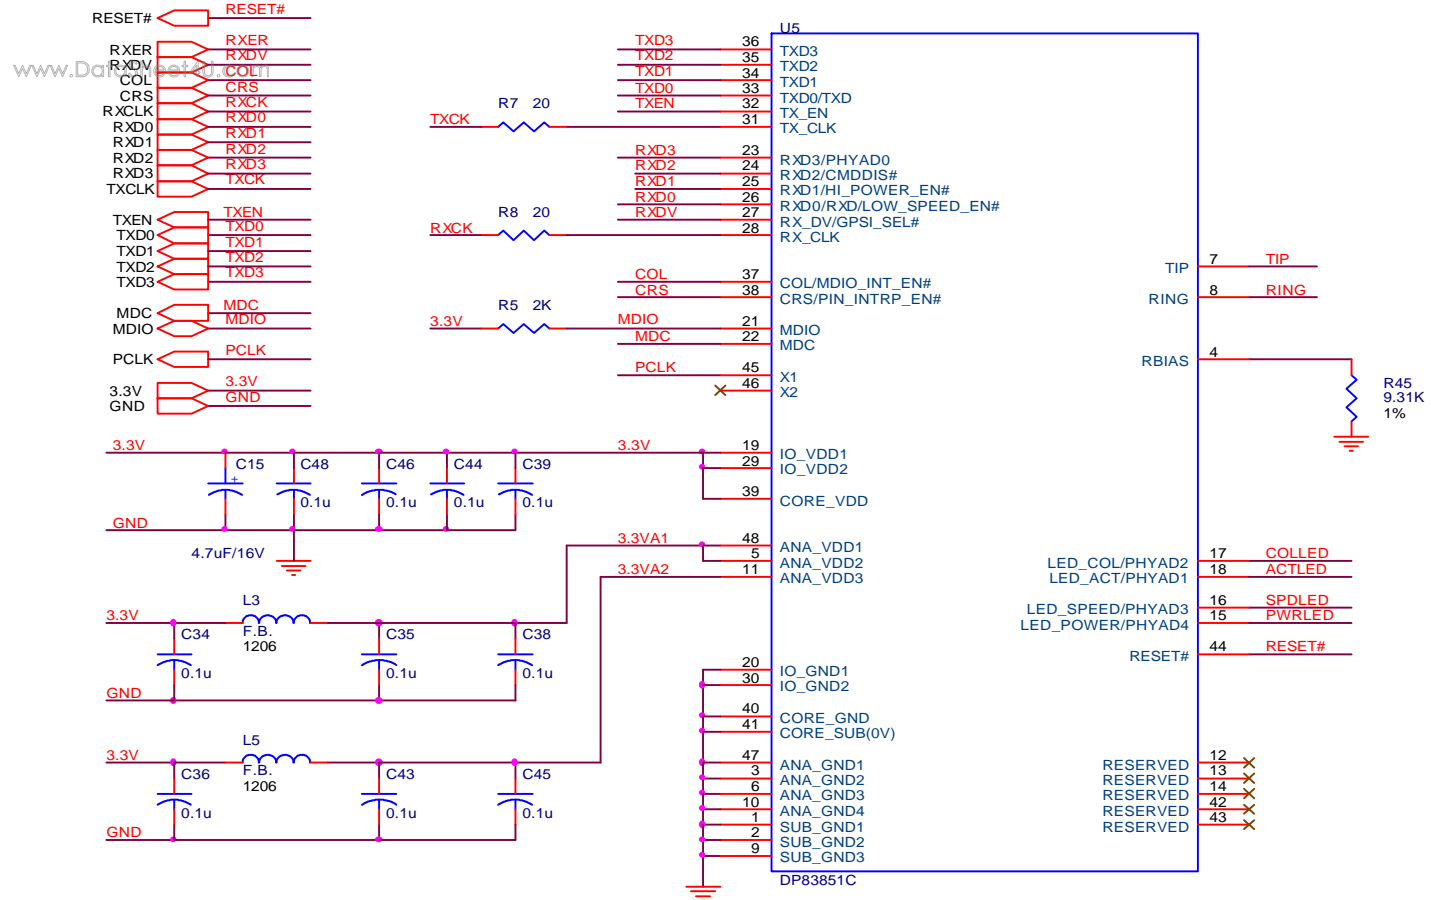 RESET# RESET#
RXER RXER
RXDV RXDV
www.DataSheet4U.com
COL COL
CRS CRS
RXCLK RXCK
RXD0 RXD0
RXD1 RXD1
RXD2 RXD2
RXD3 RXD3
TXCLK TXCK
TXEN TXEN
TXD0 TXD0
TXD1 TXD1
TXD2 TXD2
TXD3 TXD3
MDC MDC
MDIO MDIO
PCLK PCLK
3.3V 3.3V
GND GND
U5
TXD3 36 TXD3
TXD2 35 TXD2
TXD1 34 TXD1
TXD0 33 TXD0/TXD
TXEN 32 TX_EN
TXCK R7 20 31 TX_CLK
RXD3 23 RXD3/PHYAD0
RXD2 24 RXD2/CMDDIS#
RXD1 25 RXD1/HI_POWER_EN#
RXD0 26 RXD0/RXD/LOW_SPEED_EN#
RXDV 27 RX_DV/GPSI_SEL#
RXCK R8 20 28 RX_CLK
COL 37 COL/MDIO_INT_EN#
CRS 38 CRS/PIN_INTRP_EN#
3.3V R5 2K MDIO 21 MDIO
MDC 22 MDC
PCLK 45 X1
46 X2
3.3V 3.3V 19 IO_VDD1
29 IO_VDD2
39 CORE_VDD
C15 + C48 C46 C44 C39
0.1u 0.1u 0.1u 0.1u
GND
4.7uF/16V
3.3VA1 48 ANA_VDD1
5 ANA_VDD2
3.3VA2 11 ANA_VDD3
3.3V L3
F.B.
1206
C34 C35 C38
0.1u 0.1u 0.1u
GND
3.3V L5
F.B.
1206
C36 C43 C45
0.1u 0.1u 0.1u
GND
20 IO_GND1
30 IO_GND2
40 CORE_GND
41 CORE_SUB(0V)
47 ANA_GND1
3 ANA_GND2
6 ANA_GND3
10 ANA_GND4
1 SUB_GND1
2 SUB_GND2
9 SUB_GND3
DP83851C
TIP 7 TIP
RING 8 RING
RBIAS 4
R45
9.31K
1%
LED_COL/PHYAD2 17 COLLED
LED_ACT/PHYAD1 18 ACTLED
LED_SPEED/PHYAD3 16 SPDLED
LED_POWER/PHYAD4 15 PWRLED
RESET# 44 RESET#
RESERVED 12
RESERVED 13
RESERVED 14
RESERVED 42
RESERVED 43